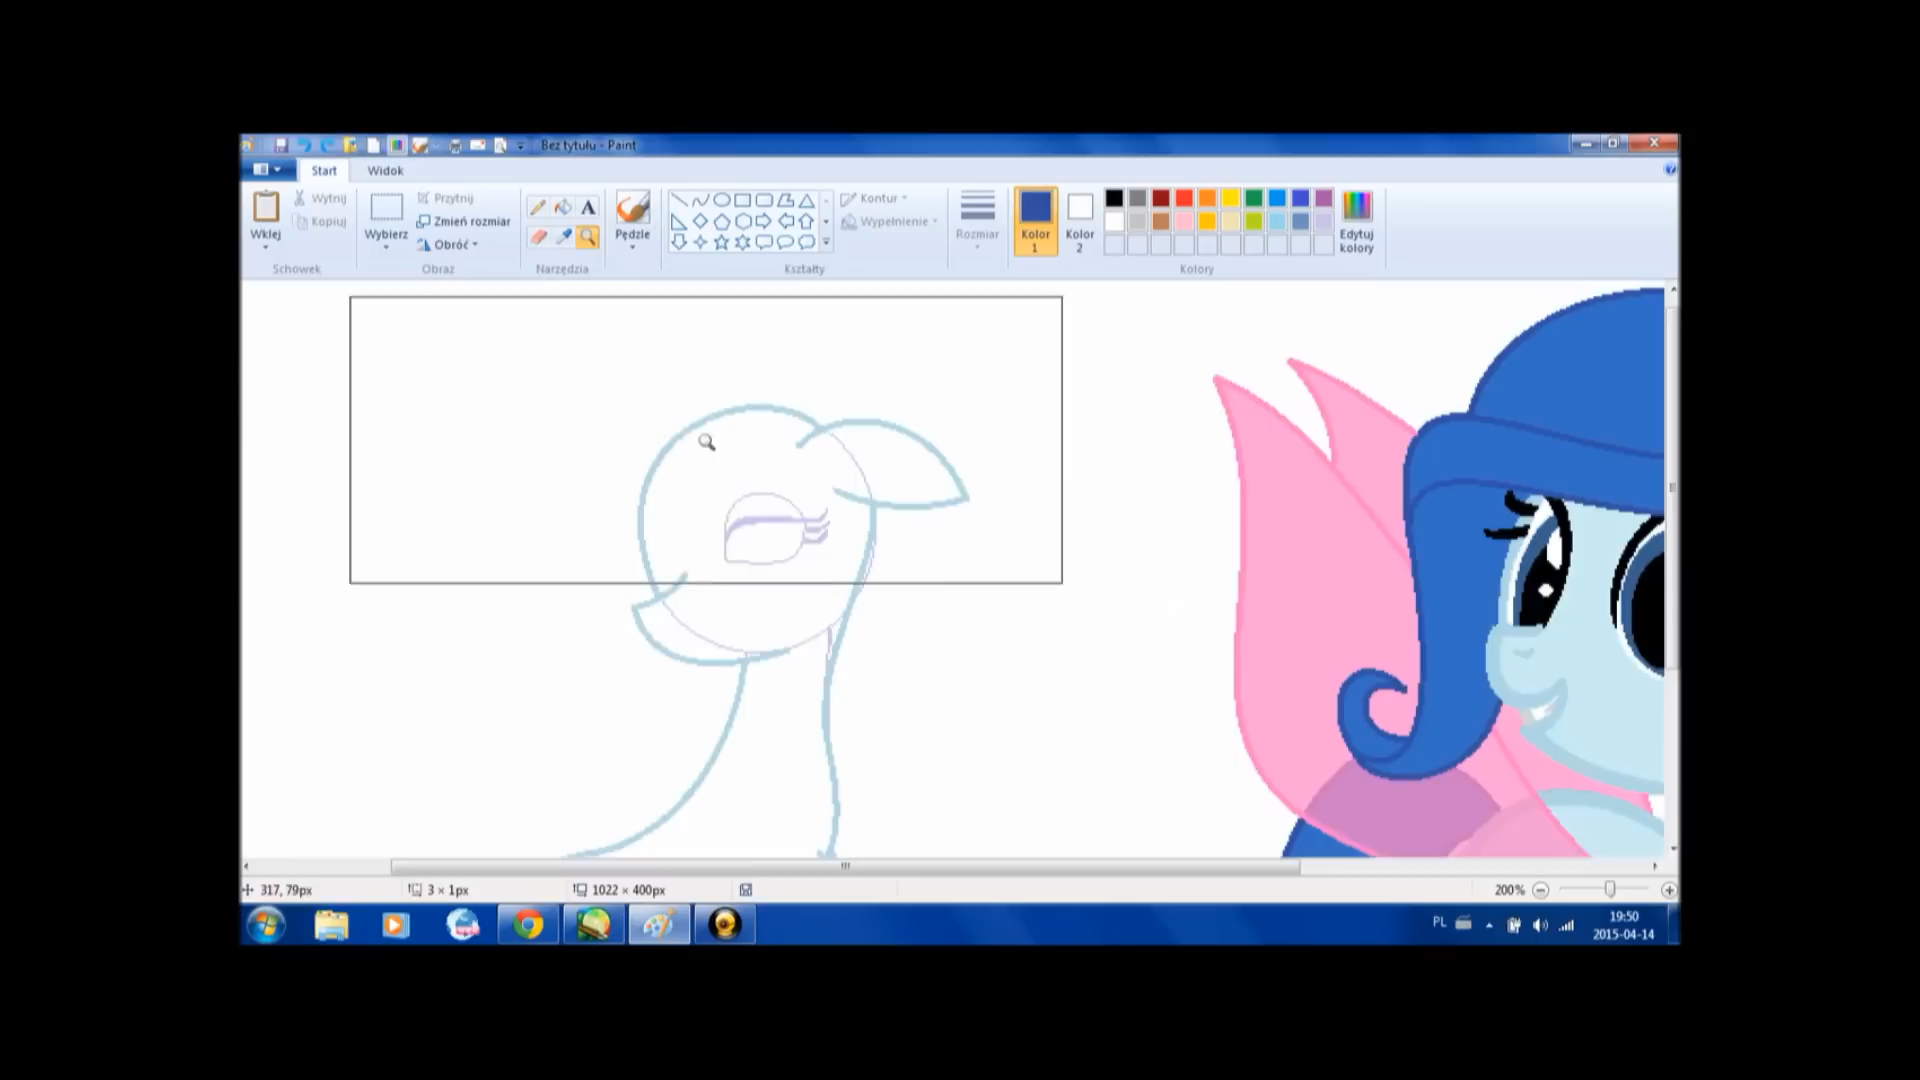 Bez tytułu - Paint
Start Widok
Wklej
Wytnij
Kopiuj
Schowek
Wybierz
Przytnij
Zmień rozmiar
Obróć
Obraz
A
Narzędzia
Pędzle
Kształty
Kontur
Wypełnienie
Rozmiar
Kolor 1
Kolor 2
Edytuj kolory
Kolory
317, 79px 3 × 1px 1022 × 400px 200%
PL 19:50
2015-04-14